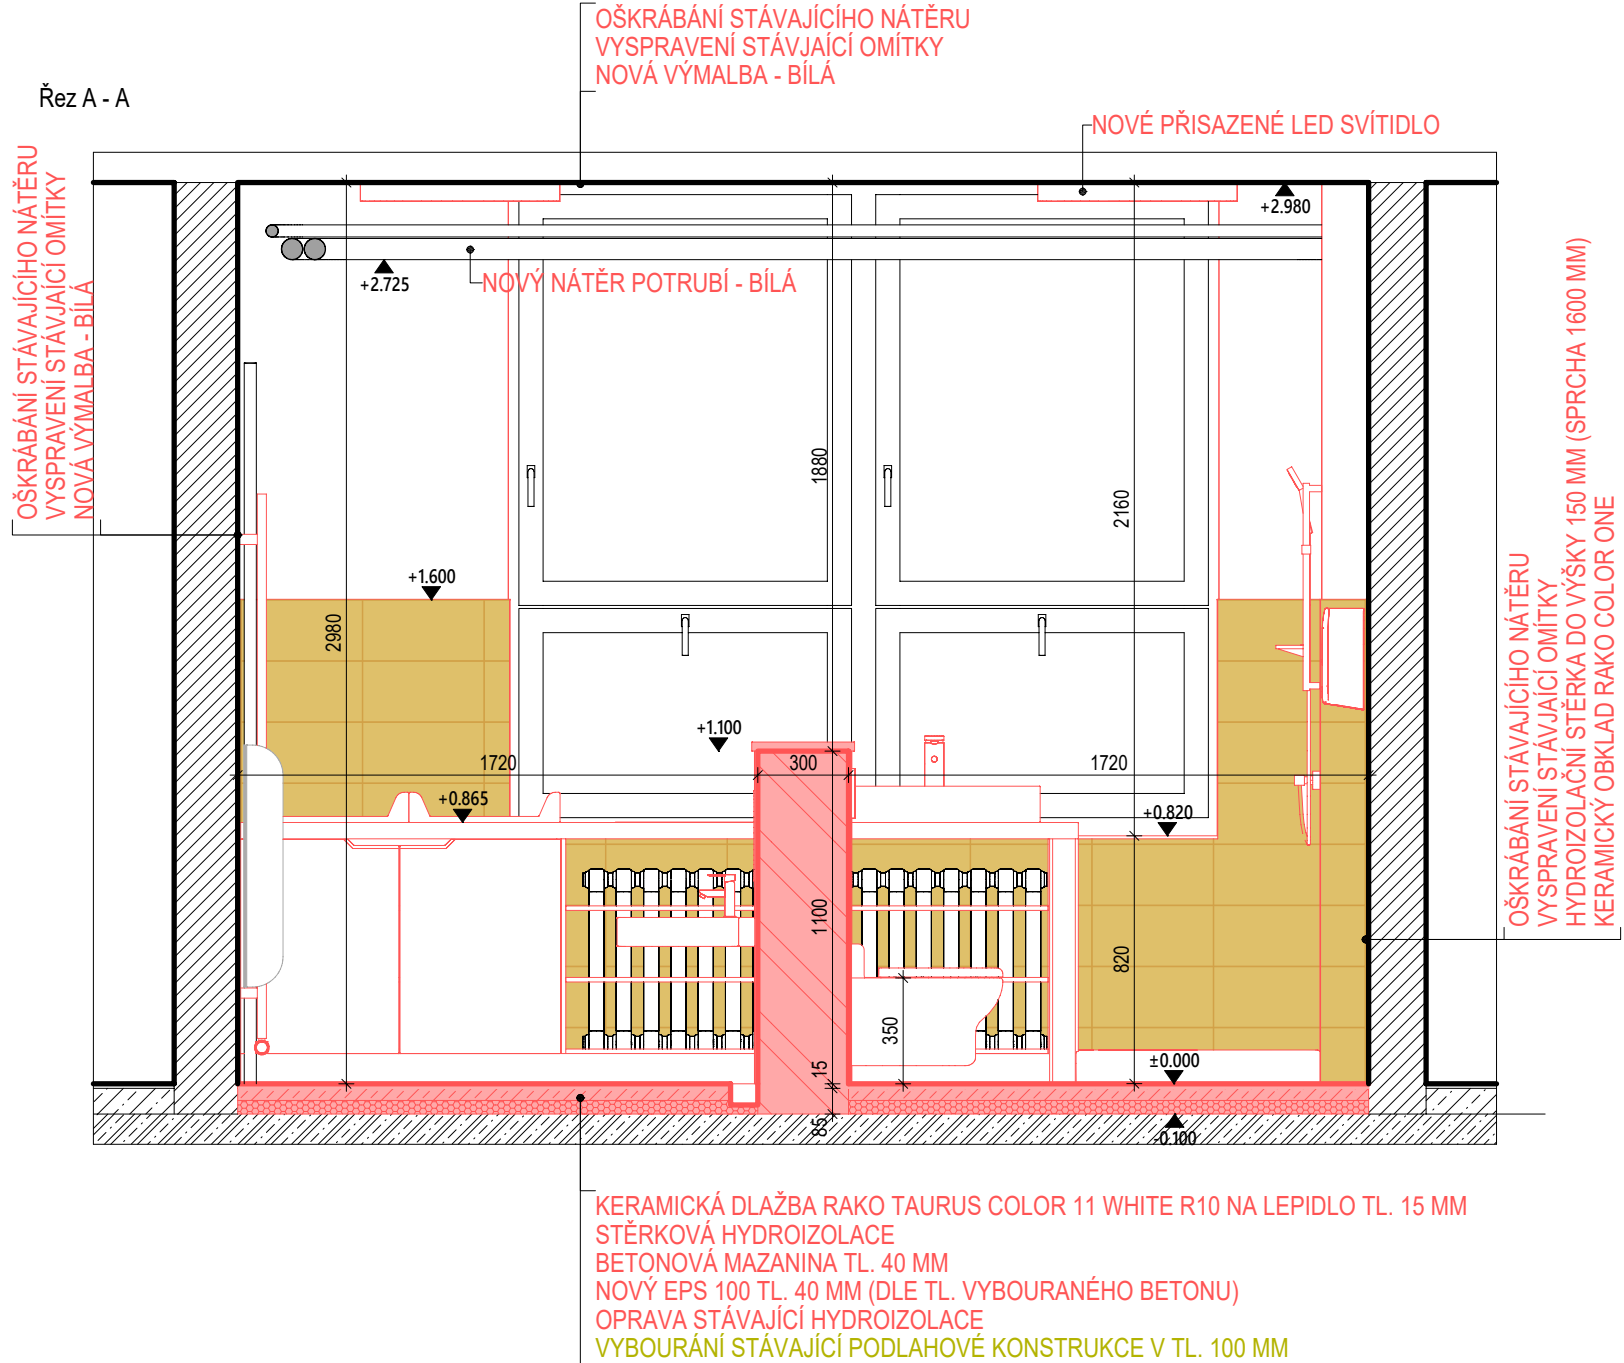 OŠKRÁBÁNÍ STÁVAJÍCÍHO NÁTĚRU
VYSPRAVENÍ STÁVJAÍCÍ OMÍTKY
NOVÁ VÝMALBA - BÍLÁ
Řez A - A
NOVÉ PŘISAZENÉ LED SVÍTIDLO
OŠKRÁBÁNÍ STÁVAJÍCÍHO NÁTĚRU
VYSPRAVENÍ STÁVJAÍCÍ OMÍTKY
NOVÁ VÝMALBA - BÍLÁ
+2.980
+2.725
NOVÝ NÁTĚR POTRUBÍ - BÍLÁ
1880
2160
+1.600
2980
+1.100
1720
300
1720
+0.865
+0.820
1100
820
350
15
±0.000
85
-0.100
OŠKRÁBÁNÍ STÁVAJÍCÍHO NÁTĚRU
VYSPRAVENÍ STÁVJAÍCÍ OMÍTKY
HYDROIZOLAČNÍ STĚRKA DO VÝŠKY 150 MM (SPRCHA 1600 MM)
KERAMICKÝ OBKLAD RAKO COLOR ONE
KERAMICKÁ DLAŽBA RAKO TAURUS COLOR 11 WHITE R10 NA LEPIDLO TL. 15 MM
STĚRKOVÁ HYDROIZOLACE
BETONOVÁ MAZANINA TL. 40 MM
NOVÝ EPS 100 TL. 40 MM (DLE TL. VYBOURANÉHO BETONU)
OPRAVA STÁVAJÍCÍ HYDROIZOLACE
VYBOURÁNÍ STÁVAJÍCÍ PODLAHOVÉ KONSTRUKCE V TL. 100 MM